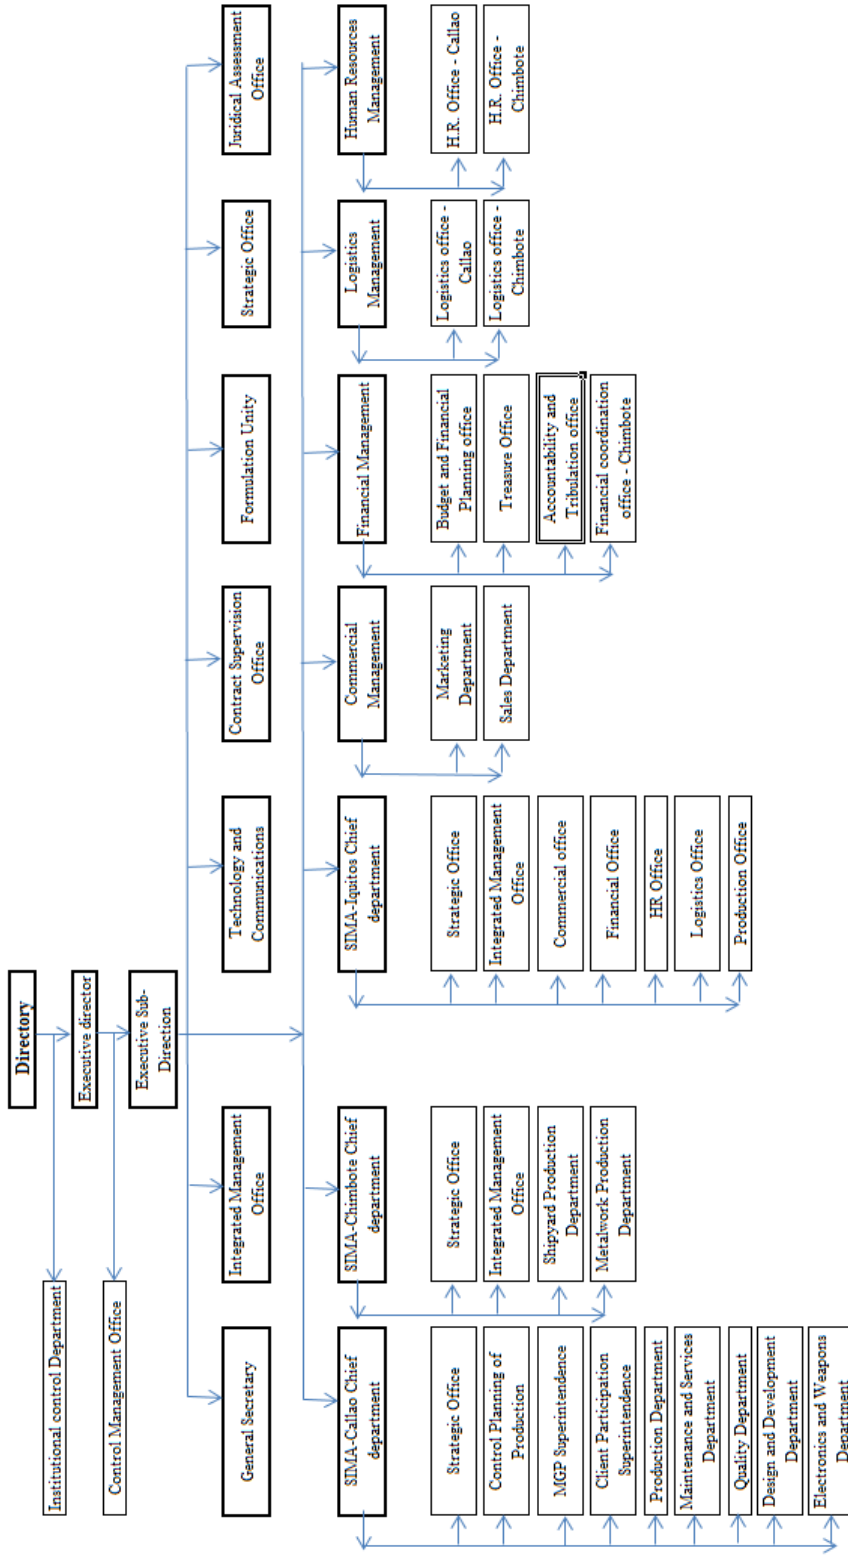 Directory
Institutional control Department
Executive director
Control Management Office
Executive Sub-
Direction
General Secretary
Integrated Management
Office
Technology and
Communications
Contract Supervision
Office
Formulation Unity
Strategic Office
Juridical Assessment
Office
SIMA-Callao Chief
department
SIMA-Chimbote Chief
department
SIMA-Iquitos Chief
department
Commercial
Management
Financial Management
Logistics
Management
Human Resources
Management
Strategic Office
Control Planning of
Production
MGP Superintendence
Client Participation
Superintendence
Production Department
Maintenance and Services
Department
Quality Department
Design and Development
Department
Electronics and Weapons
Department
Strategic Office
Integrated Management
Office
Shipyard Production
Department
Metalwork Production
Department
Strategic Office
Integrated Management
Office
Commercial office
Financial Office
HR Office
Logistics Office
Production Office
Marketing
Department
Sales Department
Budget and Financial
Planning office
Treasure Office
Accountability and
Tribulation office
Financial coordination
office - Chimbote
Logistics office -
Callao
Logistics office -
Chimbote
H.R. Office - Callao
H.R. Office -
Chimbote